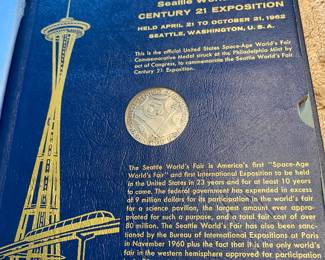 Seattle World
CENTURY 21 EXPOSITION
HELD APRIL 21 TO OCTOBER 21, 1962
SEATTLE, WASHINGTON, U. S. A.
This is the official United States Space-Age World's Fair
Commemorative Medal struck at the Philadelphia Mint by
act of Congress, to commemorate the Seattle World's Fair
Century 21 Exposition.
The Seattle World's Fair is America's first "Space-Age
World's Fair" and first International Exposition to be held
in the United States in 23 years and for at least 10 years
to come. The federal government has expended in excess
of 9 million dollars for its participation in the world's fair
for a science pavilion, the largest amount ever appro-
priated for such a purpose, and a total fair cost of over
80 million. The Seattle World's Fair has also been sanc-
tioned by the Bureau of International Expositions at Paris
in November 1960 plus the fact that it is the only world's
fair in the western hemisphere approved for participation